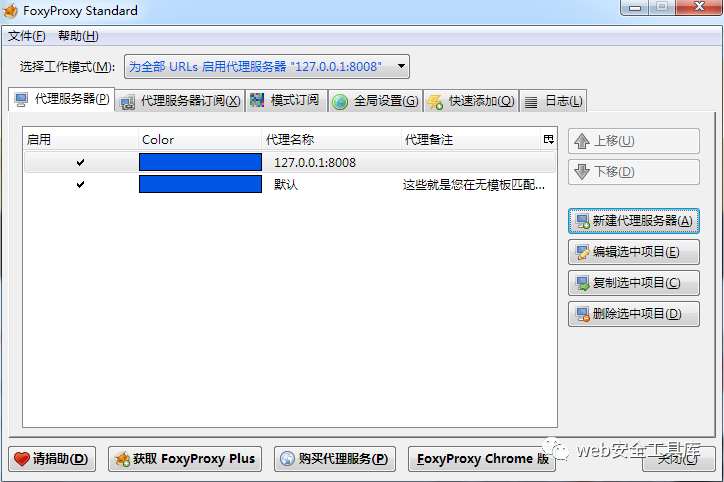 FoxyProxy Standard
文件(F) 帮助(H)
选择工作模式(M): 为全部 URLs 启用代理服务器 "127.0.0.1:8008"
代理服务器(P) 代理服务器订阅(X) 模式订阅 全局设置(G) 快速添加(Q) 日志(L)
启用 Color 代理名称 代理备注
127.0.0.1:8008
默认 这些就是您在无模板匹配...
上移(U)
下移(D)
新建代理服务器(A)
编辑选中项目(E)
复制选中项目(C)
删除选中项目(D)
请捐助(D) 获取 FoxyProxy Plus 购买代理服务(P) FoxyProxy Chrome 版 关闭(C)
web安全工具库